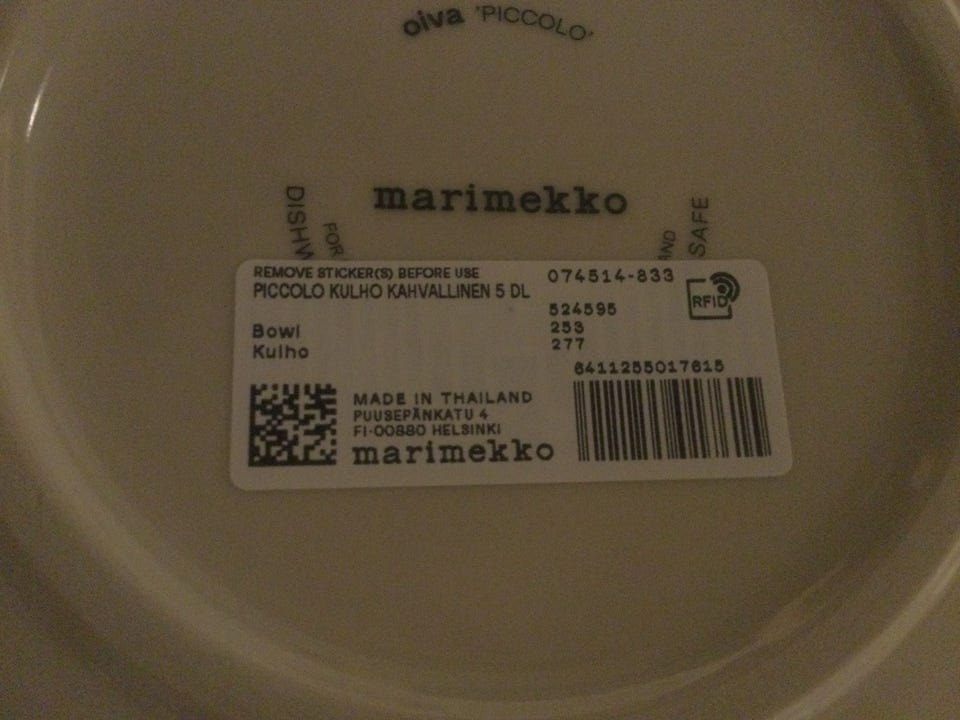 oiva 'PICCOLO'
marimekko
DISHW
FOR
AND
SAFE
REMOVE STICKER(S) BEFORE USE
PICCOLO KULHO KAHVALLINEN 5 DL
074514-833
RFID
524595
253
277
Bowl
Kulho
6411255017615
MADE IN THAILAND
PUUSEPÄNKATU 4
FI-00880 HELSINKI
marimekko